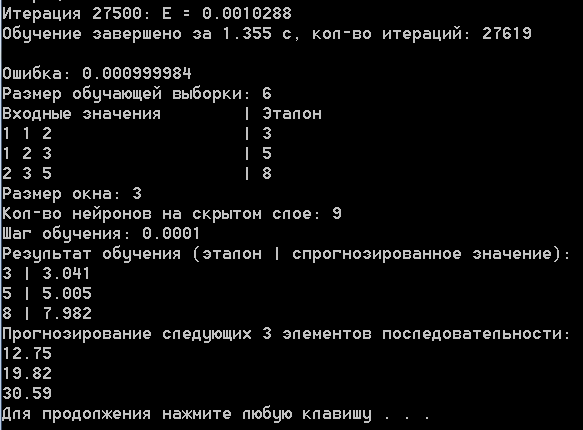 Итерация 27500: E = 0.0010288
Обучение завершено за 1.355 с, кол-во итераций: 27619
Ошибка: 0.000999984
Размер обучающей выборки: 6
Входные значения | Эталон
1 1 2 | 3
1 2 3 | 5
2 3 5 | 8
Размер окна: 3
Кол-во нейронов на скрытом слое: 9
Шаг обучения: 0.0001
Результат обучения (эталон | спрогнозированное значение):
3 | 3.041
5 | 5.005
8 | 7.982
Прогнозирование следующих 3 элементов последовательности:
12.75
19.82
30.59
Для продолжения нажмите любую клавишу . . .